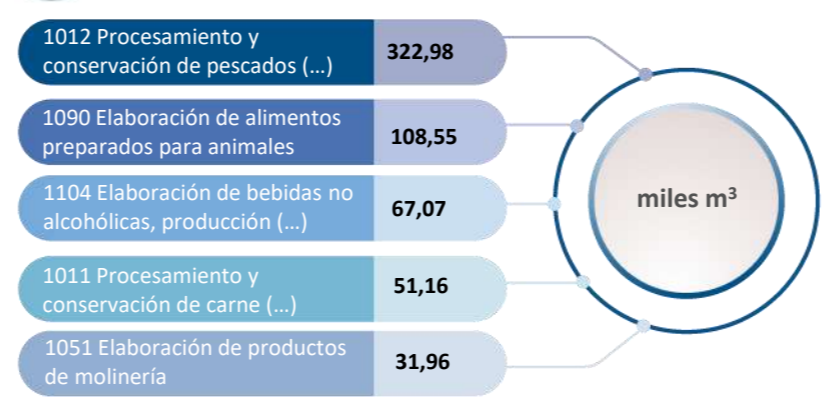 1012 Procesamiento y
conservación de pescados (…)
322,98
1090 Elaboración de alimentos
preparados para animales
108,55
1104 Elaboración de bebidas no
alcohólicas, producción (…)
67,07
1011 Procesamiento y
conservación de carne (…)
51,16
1051 Elaboración de productos
de molinería
31,96
miles m³